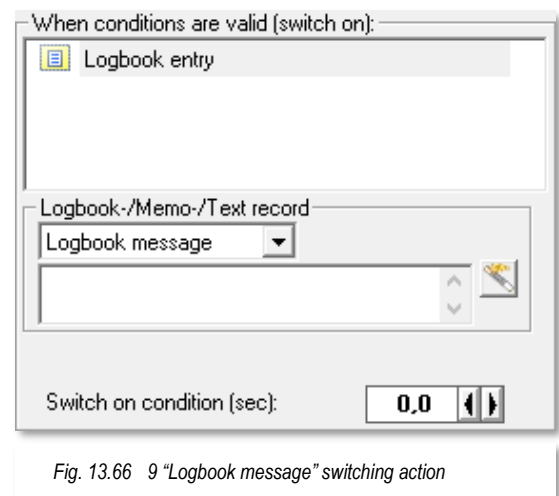 When conditions are valid (switch on):
Logbook entry
Logbook-/Memo-/Text record
Logbook message
Switch on condition (sec):
0,0
Fig. 13.66 9 “Logbook message” switching action